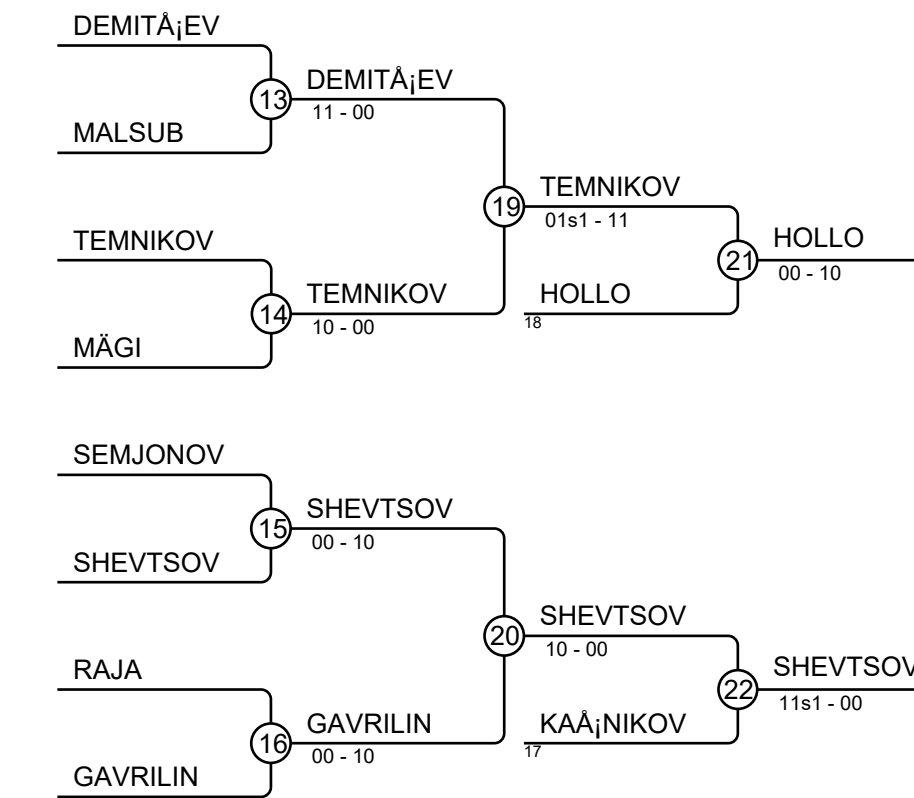 DEMITÅ¡EV
13
DEMITÅ¡EV
11 - 00
MALSUB
19
TEMNIKOV
01s1 - 11
TEMNIKOV
14
TEMNIKOV
10 - 00
MÄGI
HOLLO
18
21
HOLLO
00 - 10
SEMJONOV
15
SHEVTSOV
00 - 10
SHEVTSOV
20
SHEVTSOV
10 - 00
RAJA
16
GAVRILIN
00 - 10
GAVRILIN
KAÅ¡NIKOV
17
22
SHEVTSOV
11s1 - 00